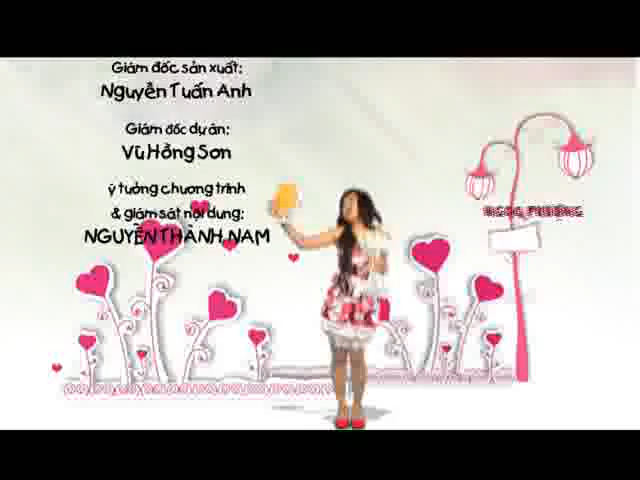 Giám đốc sản xuất:
Nguyễn Tuấn Anh
Giám đốc dự án:
Vũ Hồng Sơn
ý tưởng chương trình
& giám sát nội dung:
NGUYỄN THÀNH NAM